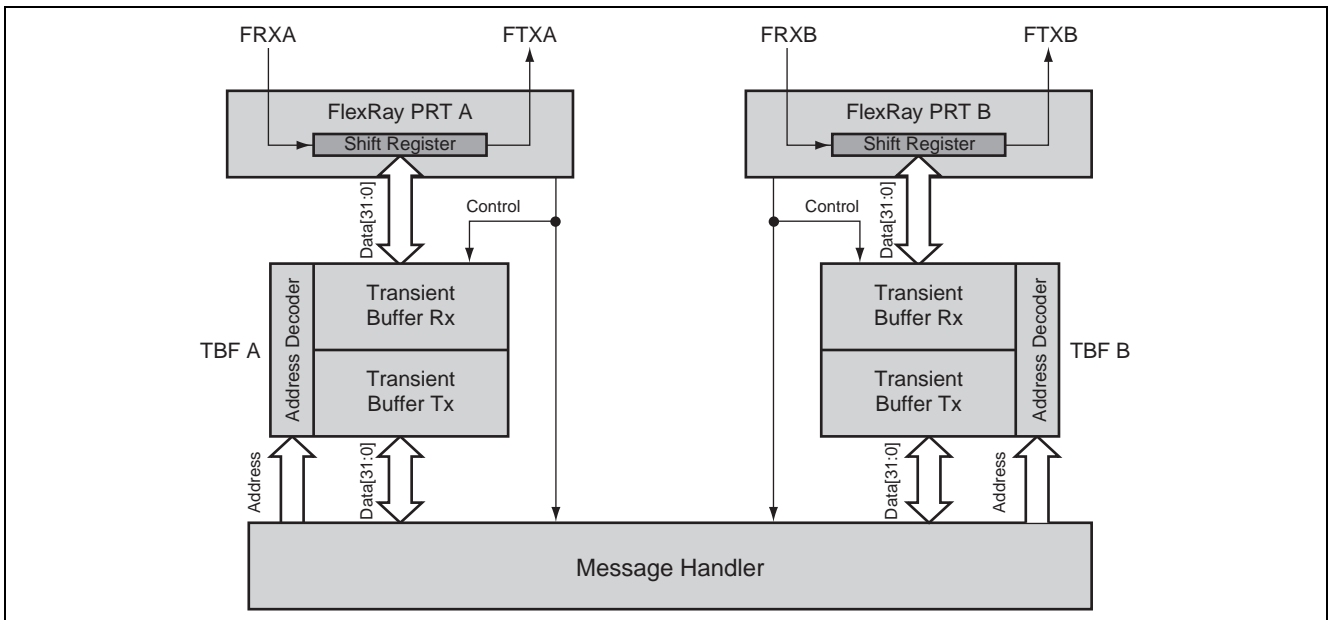 FRXA
FTXA
FRXB
FTXB
FlexRay PRT A
Shift Register
FlexRay PRT B
Shift Register
Data[31:0]
Control
Control
Data[31:0]
TBF A
Address Decoder
Transient
Buffer Rx
Transient
Buffer Tx
Transient
Buffer Rx
Transient
Buffer Tx
Address Decoder
TBF B
Address
Data[31:0]
Data[31:0]
Address
Message Handler